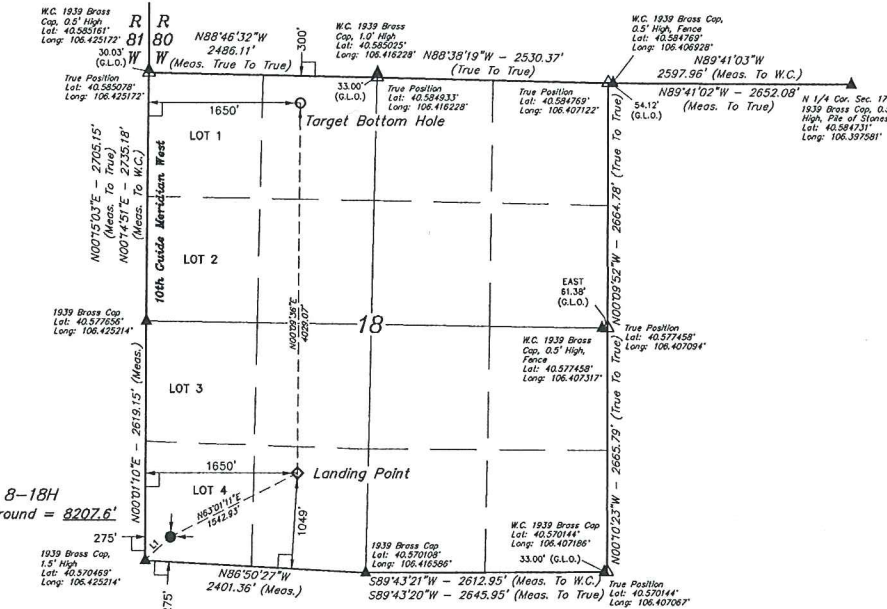 W.C. 1939 Brass
Cap, 0.5' High
Lat: 40.585161°
Long: 106.425172°
R R
81 80
W W
30.03'
(G.L.O.)
True Position
Lat: 40.585078°
Long: 106.425172°
N88°46'32"W
2486.11'
(Meas. True To True)
300'
W.C. 1939 Brass
Cap, 1.0' High
Lat: 40.585025°
Long: 106.416228°
33.00'
(G.L.O.)
True Position
Lat: 40.584933°
Long: 106.416228°
N88°38'19"W - 2530.37'
(True To True)
W.C. 1939 Brass Cap,
0.5' High, Fence
Lat: 40.584769°
Long: 106.406928°
True Position
Lat: 40.584769°
Long: 106.407122°
54.12'
(G.L.O.)
N89°41'03"W
2597.96' (Meas. To W.C.)
N89°41'02"W - 2652.08'
(Meas. To True)
N 1/4 Cor. Sec. 17
1939 Brass Cap, 0.
High, Pile of Stones
Lat: 40.584731°
Long: 106.397581°
1650'
Target Bottom Hole
LOT 1
N00°15'03"E - 2705.15'
(Meas. To True)
N00°14'51"E - 2735.18'
(Meas. To W.C.)
10th Guide Meridian West
LOT 2
4029.07'
18
N00°09'52"W - 2664.78' (True To True)
EAST
61.38'
(G.L.O.)
1939 Brass Cap
Lat: 40.577656°
Long: 106.425214°
W.C. 1939 Brass
Cap, 0.5' High,
Fence
Lat: 40.577458°
Long: 106.407317°
True Position
Lat: 40.577458°
Long: 106.407094°
N00°01'10"E - 2619.15' (Meas.)
LOT 3
N00°10'23"W - 2665.79' (True To True)
1650'
Landing Point
LOT 4
N63°01'11"E
1542.93'
1049'
8-18H
round = 8207.6'
275'
L1
1939 Brass Cap,
1.5' High
Lat: 40.570469°
Long: 106.425214°
275'
N86°50'27"W
2401.36' (Meas.)
1939 Brass Cap
Lat: 40.570108°
Long: 106.416586°
W.C. 1939 Brass Cap
Lat: 40.570144°
Long: 106.407186°
33.00' (G.L.O.)
S89°43'21"W - 2612.95' (Meas. To W.C.)
S89°43'20"W - 2645.95' (Meas. To True)
True Position
Lat: 40.570144°
Long: 106.407067°